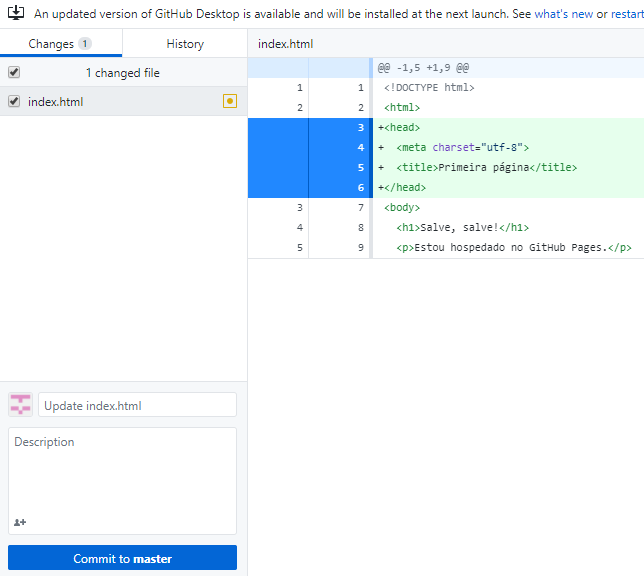 An updated version of GitHub Desktop is available and will be installed at the next launch. See what's new or restart
Changes 1
History
index.html
1 changed file
index.html
@@ -1,5 +1,9 @@
1 1 <!DOCTYPE html>
2 2 <html>
3 +<head>
4 + <meta charset="utf-8">
5 + <title>Primeira página</title>
6 +</head>
3 7 <body>
4 8 <h1>Salve, salve!</h1>
5 9 <p>Estou hospedado no GitHub Pages.</p>
Update index.html
Description
Commit to master